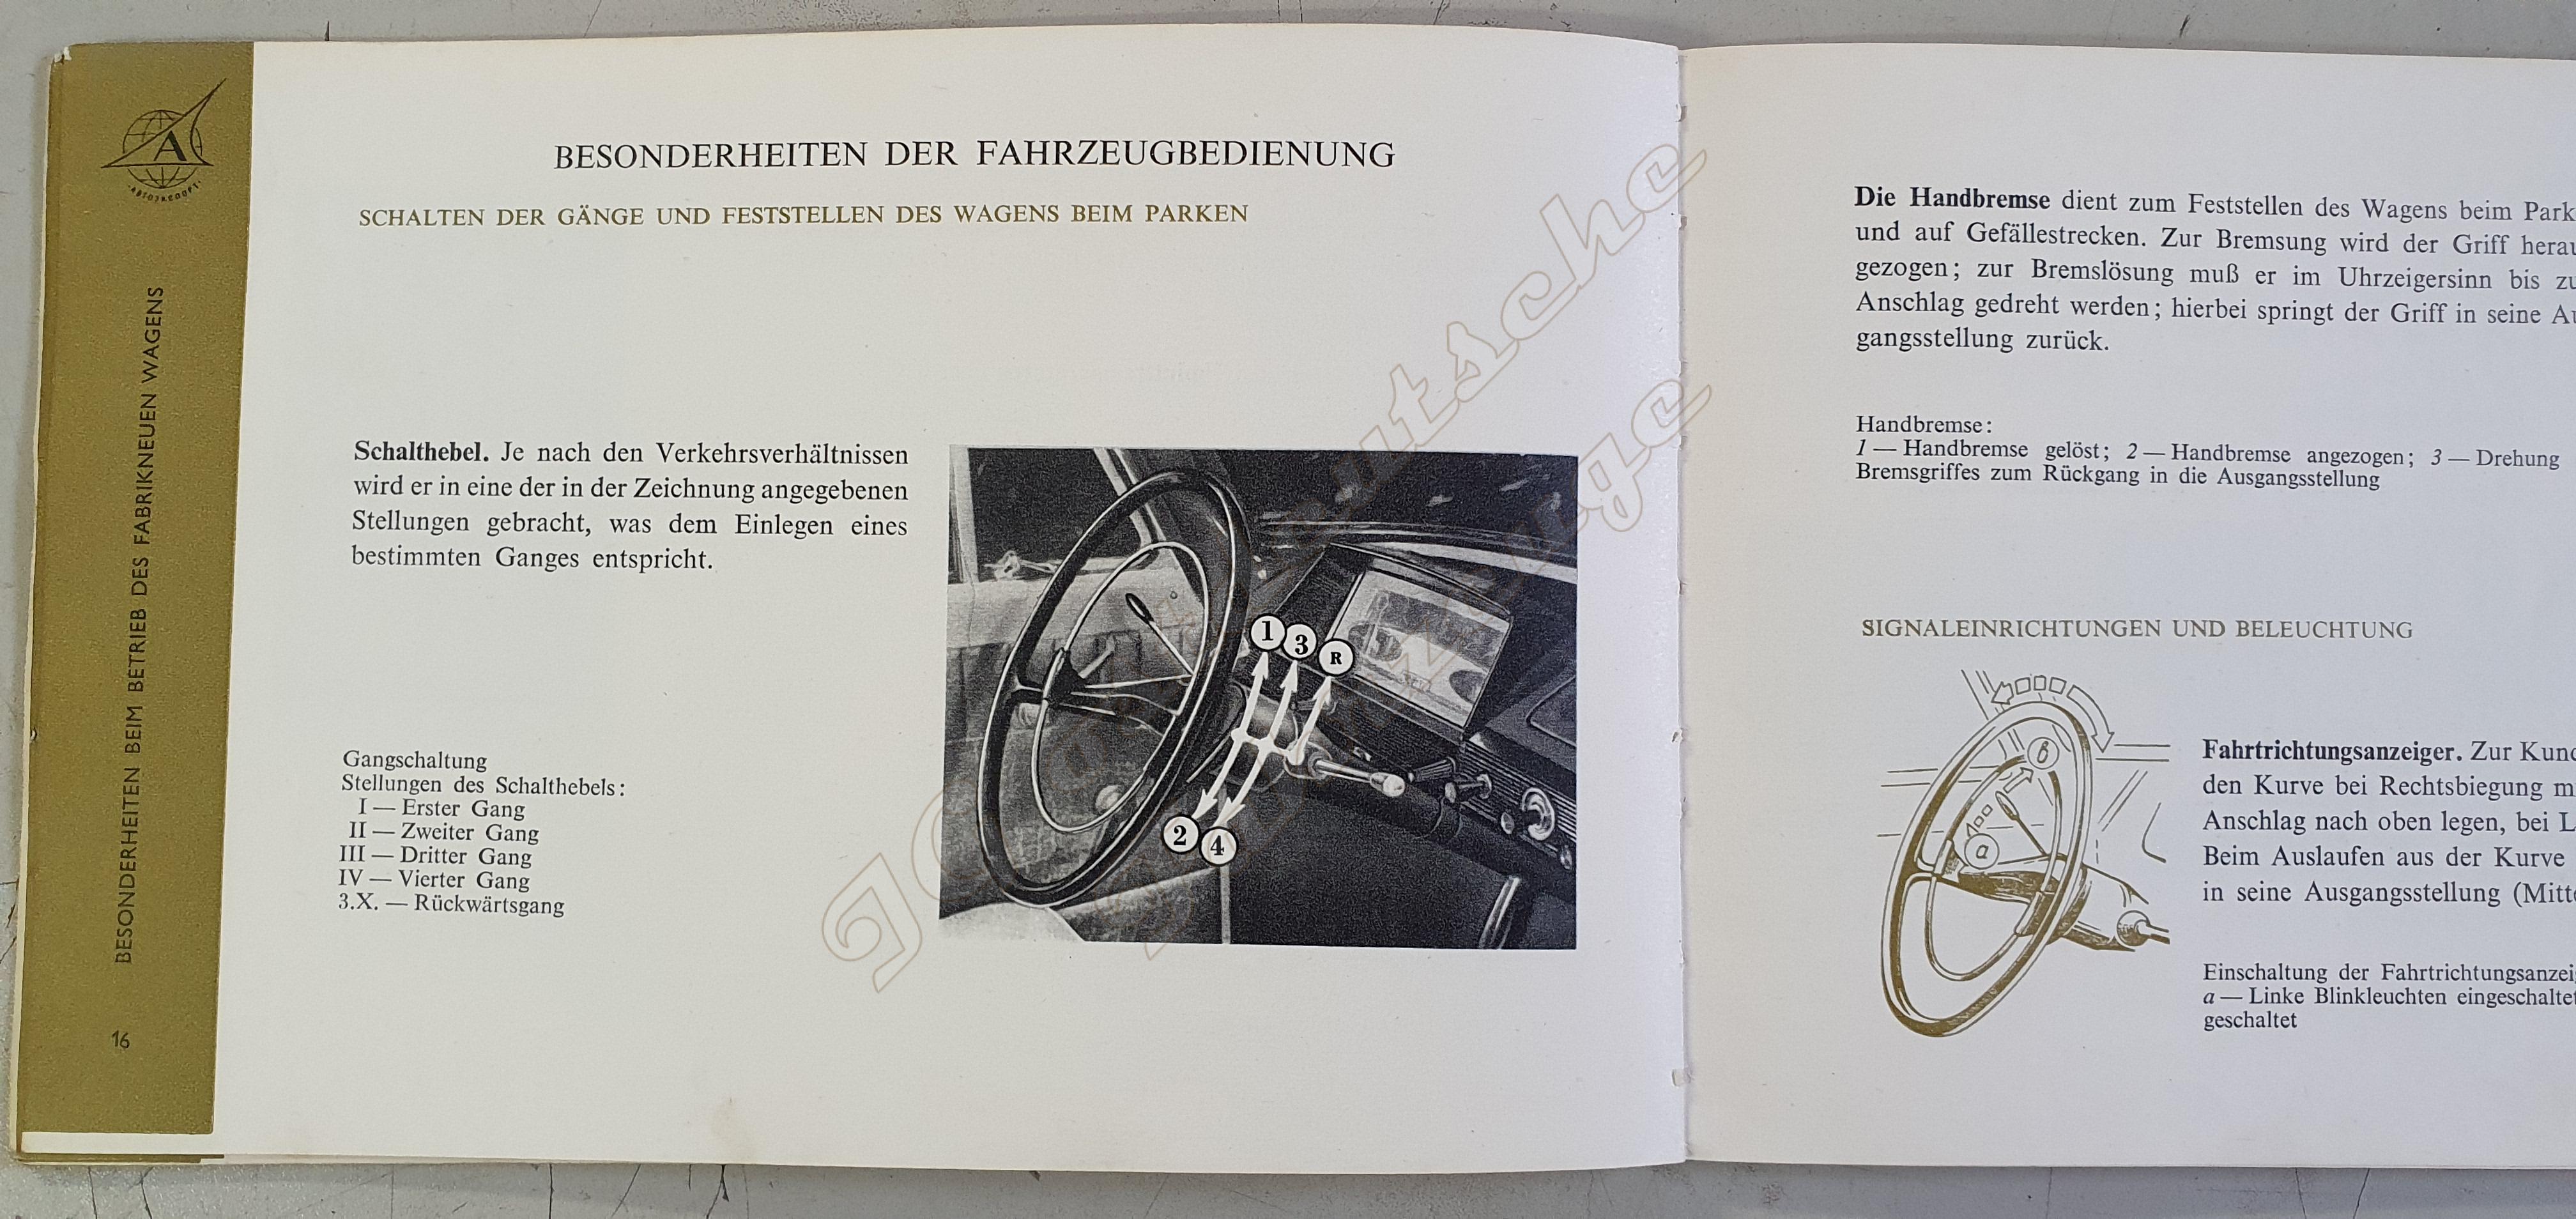 BESONDERHEITEN BEIM BETRIEB DES FABRIKNEUEN WAGENS
16
BESONDERHEITEN DER FAHRZEUGBEDIENUNG
SCHALTEN DER GÄNGE UND FESTSTELLEN DES WAGENS BEIM PARKEN
Schalthebel. Je nach den Verkehrsverhältnissen
wird er in eine der in der Zeichnung angegebenen
Stellungen gebracht, was dem Einlegen eines
bestimmten Ganges entspricht.
Gangschaltung
Stellungen des Schalthebels:
I — Erster Gang
II — Zweiter Gang
III — Dritter Gang
IV — Vierter Gang
3.X. — Rückwärtsgang
1
3
R
2
4
Die Handbremse dient zum Feststellen des Wagens beim Park
und auf Gefällestrecken. Zur Bremsung wird der Griff herau
gezogen; zur Bremslösung muß er im Uhrzeigersinn bis zu
Anschlag gedreht werden; hierbei springt der Griff in seine Au
gangsstellung zurück.
Handbremse:
1 — Handbremse gelöst; 2 — Handbremse angezogen; 3 — Drehung
Bremsgriffes zum Rückgang in die Ausgangsstellung
SIGNALEINRICHTUNGEN UND BELEUCHTUNG
Fahrtrichtungsanzeiger. Zur Kund
den Kurve bei Rechtsbiegung m
Anschlag nach oben legen, bei L
Beim Auslaufen aus der Kurve
in seine Ausgangsstellung (Mitte
Einschaltung der Fahrtrichtungsanzei
a — Linke Blinkleuchten eingeschaltet
geschaltet